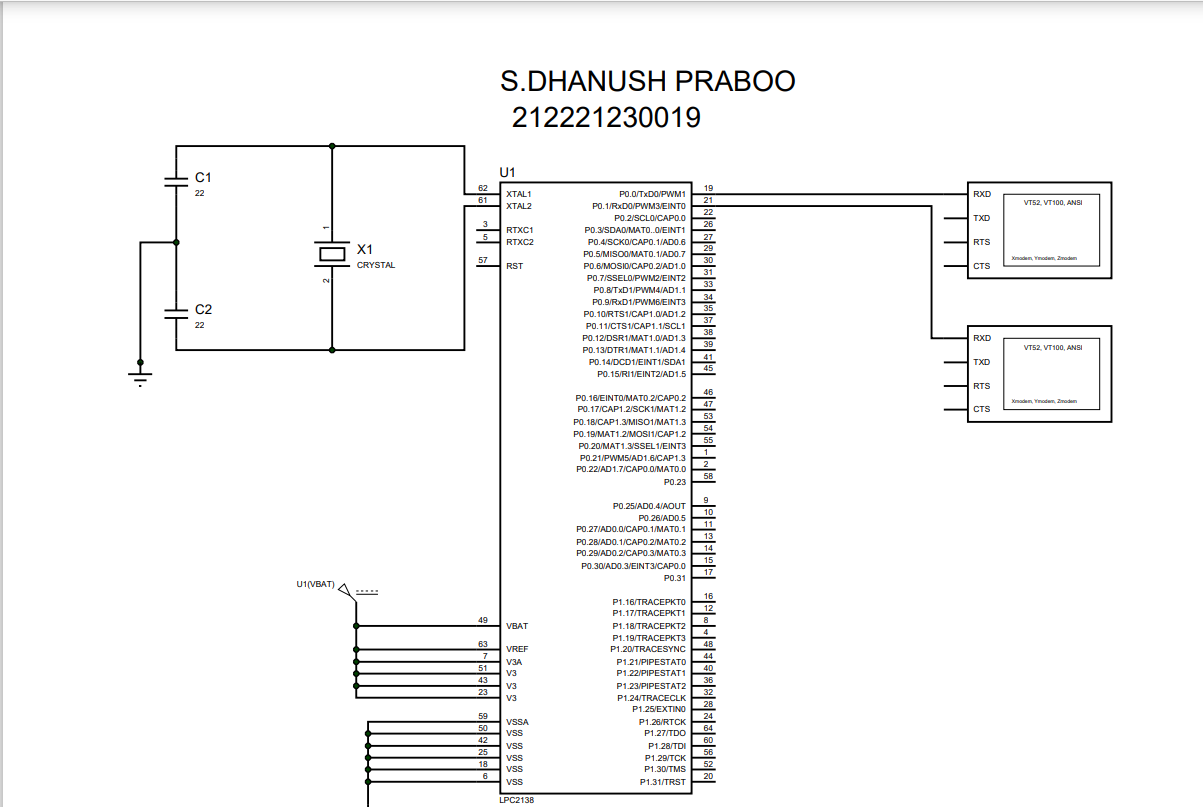 S.DHANUSH PRABOO
212221230019
C1
22
C2
22
1
X1
CRYSTAL
2
U1
62 XTAL1
61 XTAL2
3 RTXC1
5 RTXC2
57 RST
U1(VBAT)
49 VBAT
63 VREF
7 V3A
51 V3
43 V3
23 V3
59 VSSA
50 VSS
42 VSS
25 VSS
18 VSS
6 VSS
P0.0/TxD0/PWM1 19
P0.1/RxD0/PWM3/EINT0 21
P0.2/SCL0/CAP0.0 22
P0.3/SDA0/MAT0..0/EINT1 26
P0.4/SCK0/CAP0.1/AD0.6 27
P0.5/MISO0/MAT0.1/AD0.7 29
P0.6/MOSI0/CAP0.2/AD1.0 30
P0.7/SSEL0/PWM2/EINT2 31
P0.8/TxD1/PWM4/AD1.1 33
P0.9/RxD1/PWM6/EINT3 34
P0.10/RTS1/CAP1.0/AD1.2 35
P0.11/CTS1/CAP1.1/SCL1 37
P0.12/DSR1/MAT1.0/AD1.3 38
P0.13/DTR1/MAT1.1/AD1.4 39
P0.14/DCD1/EINT1/SDA1 41
P0.15/RI1/EINT2/AD1.5 45
P0.16/EINT0/MAT0.2/CAP0.2 46
P0.17/CAP1.2/SCK1/MAT1.2 47
P0.18/CAP1.3/MISO1/MAT1.3 53
P0.19/MAT1.2/MOSI1/CAP1.2 54
P0.20/MAT1.3/SSEL1/EINT3 55
P0.21/PWM5/AD1.6/CAP1.3 1
P0.22/AD1.7/CAP0.0/MAT0.0 2
P0.23 58
P0.25/AD0.4/AOUT 9
P0.26/AD0.5 10
P0.27/AD0.0/CAP0.1/MAT0.1 11
P0.28/AD0.1/CAP0.2/MAT0.2 13
P0.29/AD0.2/CAP0.3/MAT0.3 14
P0.30/AD0.3/EINT3/CAP0.0 15
P0.31 17
P1.16/TRACEPKT0 16
P1.17/TRACEPKT1 12
P1.18/TRACEPKT2 8
P1.19/TRACEPKT3 4
P1.20/TRACESYNC 48
P1.21/PIPESTAT0 44
P1.22/PIPESTAT1 40
P1.23/PIPESTAT2 36
P1.24/TRACECLK 32
P1.25/EXTIN0 28
P1.26/RTCK 24
P1.27/TDO 64
P1.28/TDI 60
P1.29/TCK 56
P1.30/TMS 52
P1.31/TRST 20
LPC2138
RXD
TXD
RTS
CTS
VT52, VT100, ANSI
Xmodem, Ymodem, Zmodem
RXD
TXD
RTS
CTS
VT52, VT100, ANSI
Xmodem, Ymodem, Zmodem